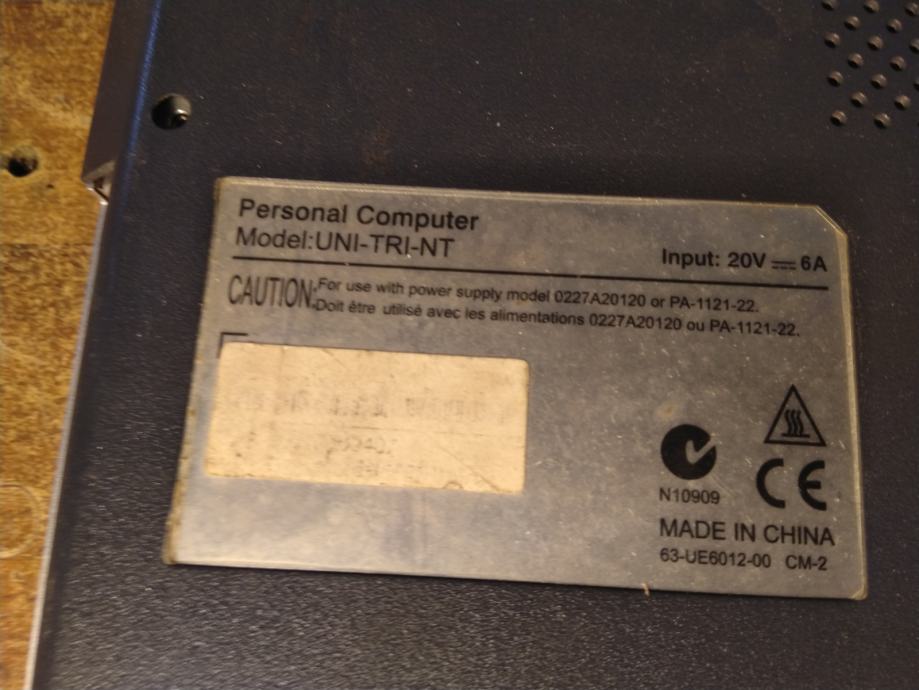 Personal Computer
Model:UNI-TRI-NT
Input: 20V ⎓ 6A
CAUTION:For use with power supply model 0227A20120 or PA-1121-22.
Doit être utilisé avec les alimentations 0227A20120 ou PA-1121-22.
N10909
CE
MADE IN CHINA
63-UE6012-00 CM-2